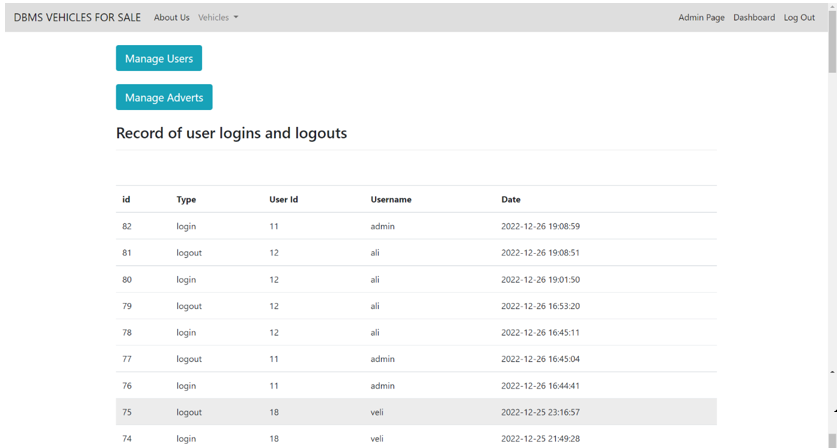 DBMS VEHICLES FOR SALE About Us Vehicles Admin Page Dashboard Log Out
Manage Users
Manage Adverts
Record of user logins and logouts
id Type User Id Username Date
82 login 11 admin 2022-12-26 19:08:59
81 logout 12 ali 2022-12-26 19:08:51
80 login 12 ali 2022-12-26 19:01:50
79 logout 12 ali 2022-12-26 16:53:20
78 login 12 ali 2022-12-26 16:45:11
77 logout 11 admin 2022-12-26 16:45:04
76 login 11 admin 2022-12-26 16:44:41
75 logout 18 veli 2022-12-25 23:16:57
74 login 18 veli 2022-12-25 21:49:28